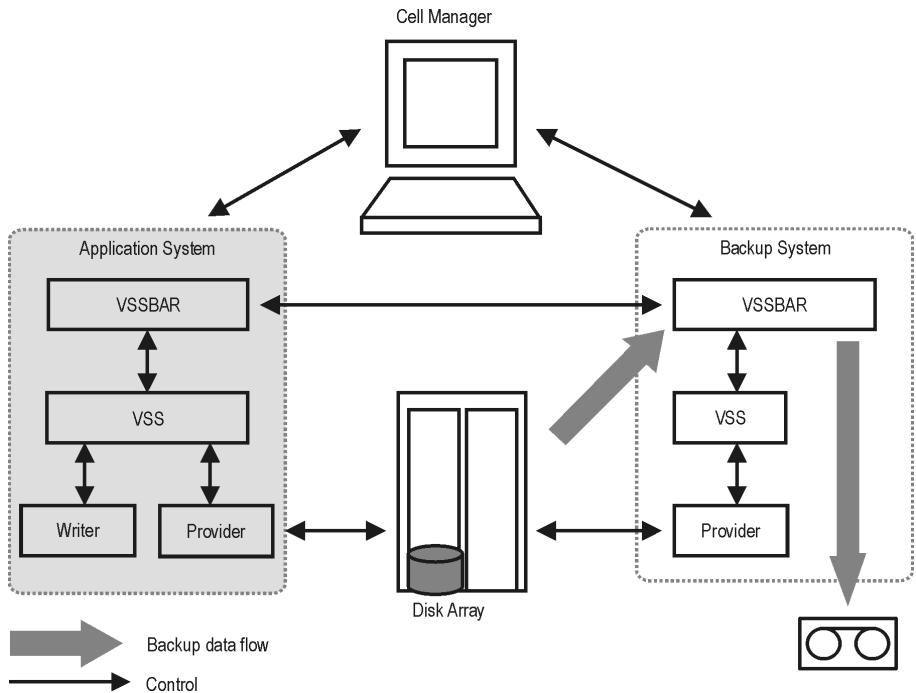 Cell Manager
Application System
Backup System
VSSBAR
VSSBAR
VSS
VSS
Writer
Provider
Provider
Disk Array
Backup data flow
Control